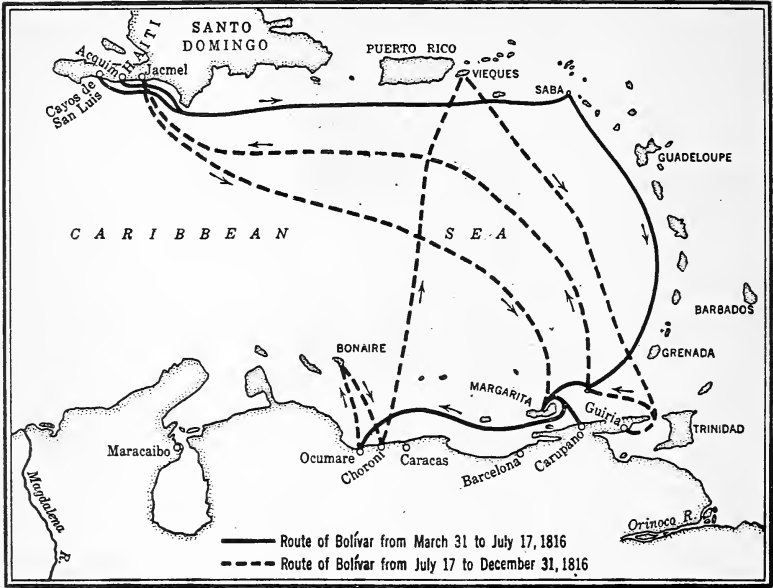 SANTO
DOMINGO
HAITI
Acquim
Jacmel
Cayos de
San Luis
PUERTO RICO
VIEQUES
SABA
GUADELOUPE
CARIBBEAN SEA
BARBADOS
BONAIRE
GRENADA
MARGARITA
Guiria
TRINIDAD
Maracaibo
Ocumare
Choroni
Caracas
Barcelona
Carupano
Magdalena R.
Orinoco R.
Route of Bolívar from March 31 to July 17, 1816
Route of Bolívar from July 17 to December 31, 1816